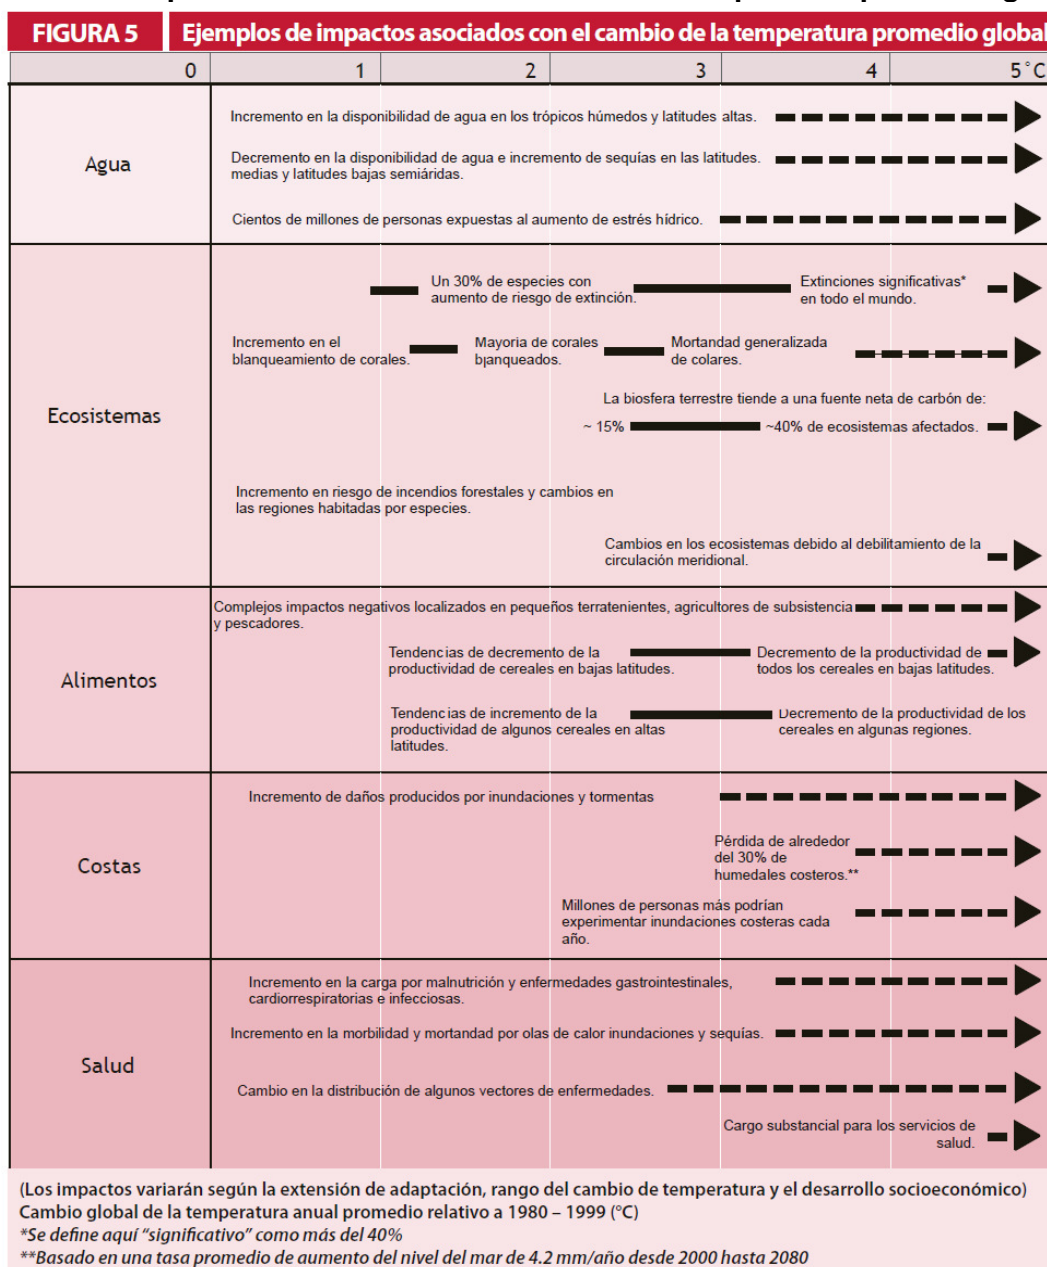 FIGURA 5 Ejemplos de impactos asociados con el cambio de la temperatura promedio global
0 1 2 3 4 5°C
Agua
Incremento en la disponibilidad de agua en los trópicos húmedos y latitudes altas.
Decremento en la disponibilidad de agua e incremento de sequías en las latitudes.
medias y latitudes bajas semiáridas.
Cientos de millones de personas expuestas al aumento de estrés hídrico.
Ecosistemas
Un 30% de especies con
aumento de riesgo de extinción.
Extinciones significativas*
en todo el mundo.
Incremento en el
blanqueamiento de corales.
Mayoria de corales
blanqueados.
Mortandad generalizada
de colares.
La biosfera terrestre tiende a una fuente neta de carbón de:
~ 15% ~40% de ecosistemas afectados.
Incremento en riesgo de incendios forestales y cambios en
las regiones habitadas por especies.
Cambios en los ecosistemas debido al debilitamiento de la
circulación meridional.
Alimentos
Complejos impactos negativos localizados en pequeños terratenientes, agricultores de subsistencia
y pescadores.
Tendencias de decremento de la
productividad de cereales en bajas latitudes.
Decremento de la productividad de
todos los cereales en bajas latitudes.
Tendencias de incremento de la
productividad de algunos cereales en altas
latitudes.
Decremento de la productividad de los
cereales en algunas regiones.
Costas
Incremento de daños producidos por inundaciones y tormentas
Pérdida de alrededor
del 30% de
humedales costeros.**
Millones de personas más podrían
experimentar inundaciones costeras cada
año.
Salud
Incremento en la carga por malnutrición y enfermedades gastrointestinales,
cardiorrespiratorias e infecciosas.
Incremento en la morbilidad y mortandad por olas de calor inundaciones y sequías.
Cambio en la distribución de algunos vectores de enfermedades.
Cargo substancial para los servicios de
salud.
(Los impactos variarán según la extensión de adaptación, rango del cambio de temperatura y el desarrollo socioeconómico)
Cambio global de la temperatura anual promedio relativo a 1980 – 1999 (°C)
*Se define aquí “significativo” como más del 40%
**Basado en una tasa promedio de aumento del nivel del mar de 4.2 mm/año desde 2000 hasta 2080